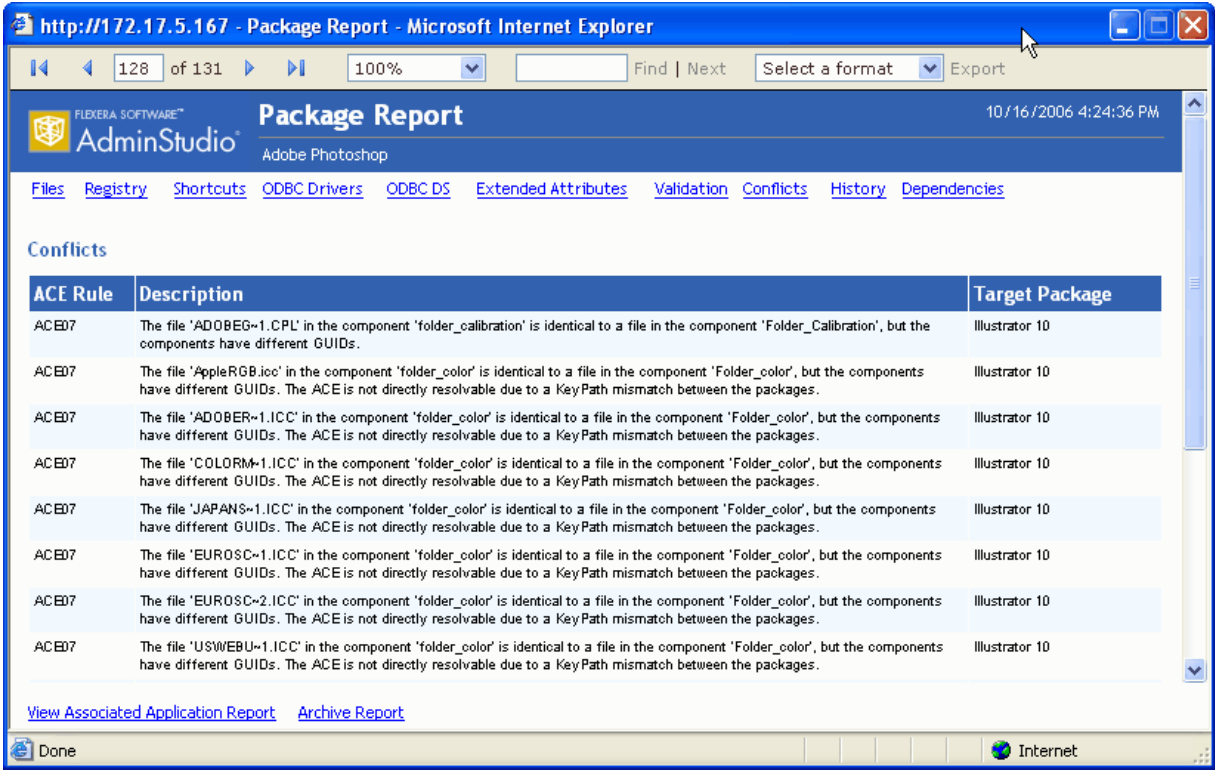 http://172.17.5.167 - Package Report - Microsoft Internet Explorer
128 of 131 100% Find | Next Select a format Export
FLEXERA SOFTWARE™
AdminStudio®
Package Report
10/16/2006 4:24:36 PM
Adobe Photoshop
Files Registry Shortcuts ODBC Drivers ODBC DS Extended Attributes Validation Conflicts History Dependencies
Conflicts
ACE Rule Description Target Package
ACE07 The file 'ADOBEG~1.CPL' in the component 'folder_calibration' is identical to a file in the component 'Folder_Calibration', but the Illustrator 10
components have different GUIDs.
ACE07 The file 'AppleRGB.icc' in the component 'folder_color' is identical to a file in the component 'Folder_color', but the components Illustrator 10
have different GUIDs. The ACE is not directly resolvable due to a KeyPath mismatch between the packages.
ACE07 The file 'ADOBER~1.ICC' in the component 'folder_color' is identical to a file in the component 'Folder_color', but the components Illustrator 10
have different GUIDs. The ACE is not directly resolvable due to a KeyPath mismatch between the packages.
ACE07 The file 'COLORM~1.ICC' in the component 'folder_color' is identical to a file in the component 'Folder_color', but the components Illustrator 10
have different GUIDs. The ACE is not directly resolvable due to a KeyPath mismatch between the packages.
ACE07 The file 'JAPANS~1.ICC' in the component 'folder_color' is identical to a file in the component 'Folder_color', but the components Illustrator 10
have different GUIDs. The ACE is not directly resolvable due to a KeyPath mismatch between the packages.
ACE07 The file 'EUROSC~1.ICC' in the component 'folder_color' is identical to a file in the component 'Folder_color', but the components Illustrator 10
have different GUIDs. The ACE is not directly resolvable due to a KeyPath mismatch between the packages.
ACE07 The file 'EUROSC~2.ICC' in the component 'folder_color' is identical to a file in the component 'Folder_color', but the components Illustrator 10
have different GUIDs. The ACE is not directly resolvable due to a KeyPath mismatch between the packages.
ACE07 The file 'USWEBU~1.ICC' in the component 'folder_color' is identical to a file in the component 'Folder_color', but the components Illustrator 10
have different GUIDs. The ACE is not directly resolvable due to a KeyPath mismatch between the packages.
View Associated Application Report Archive Report
Done Internet